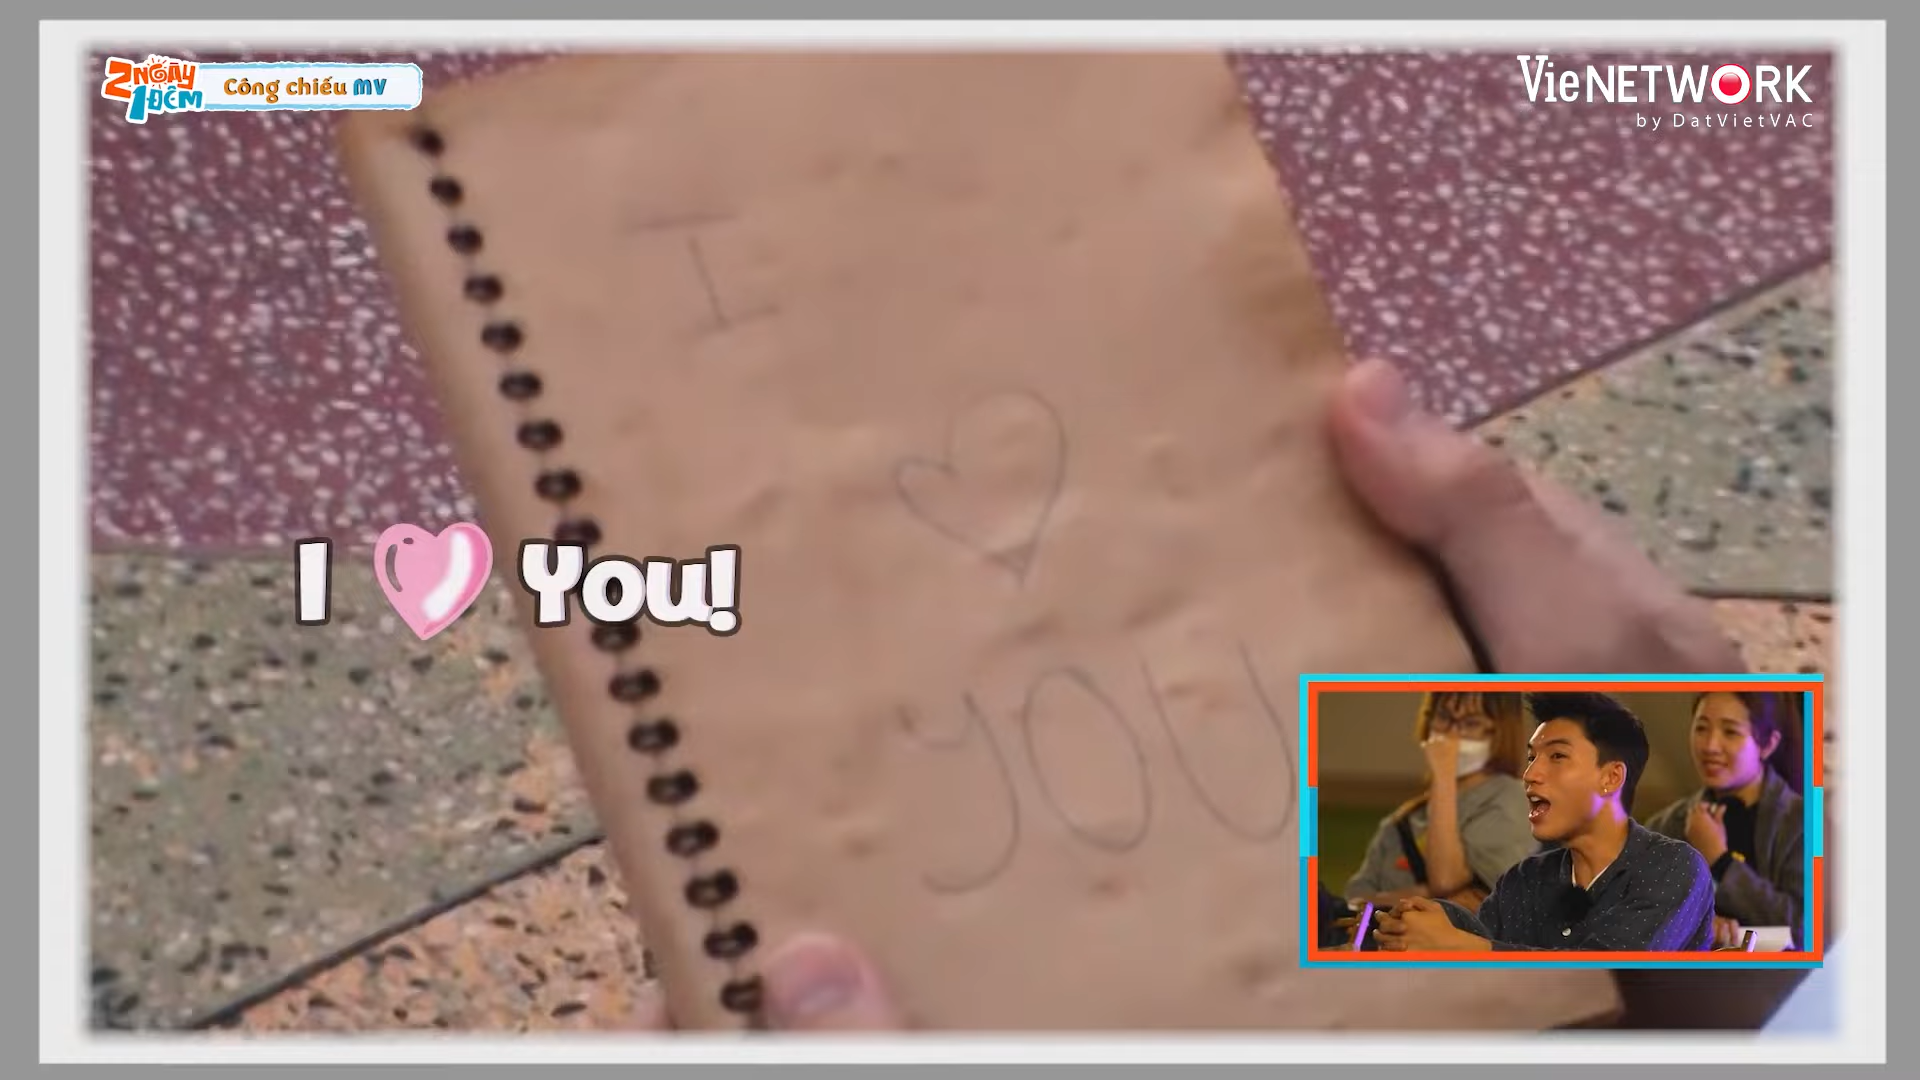 2 NGÀY 1 ĐÊM
Công chiếu MV
VieNETWORK
by DatVietVAC
I
YOU
I You!